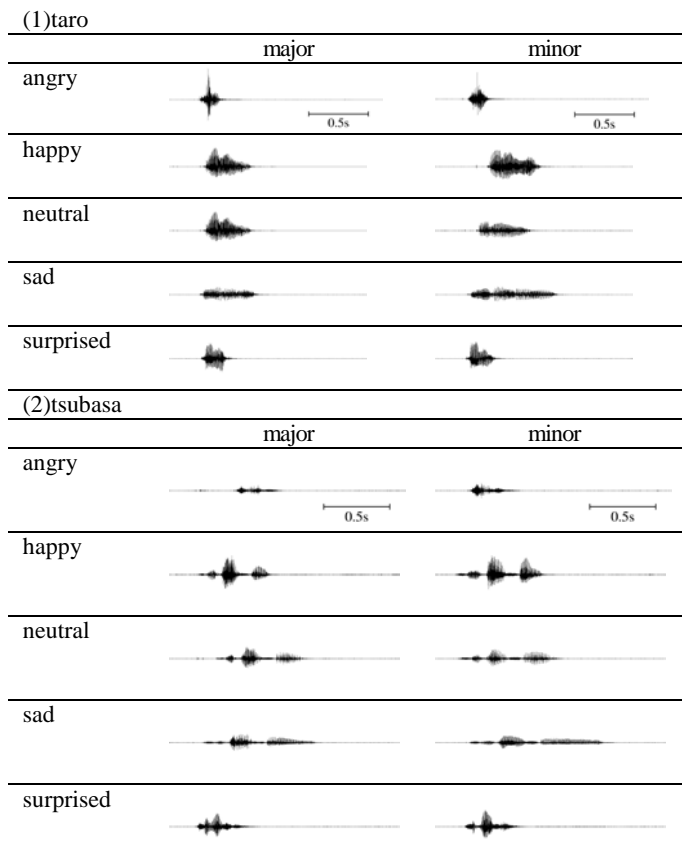 (1)taro
major minor
angry
0.5s 0.5s
happy
neutral
sad
surprised
(2)tsubasa
major minor
angry
0.5s 0.5s
happy
neutral
sad
surprised